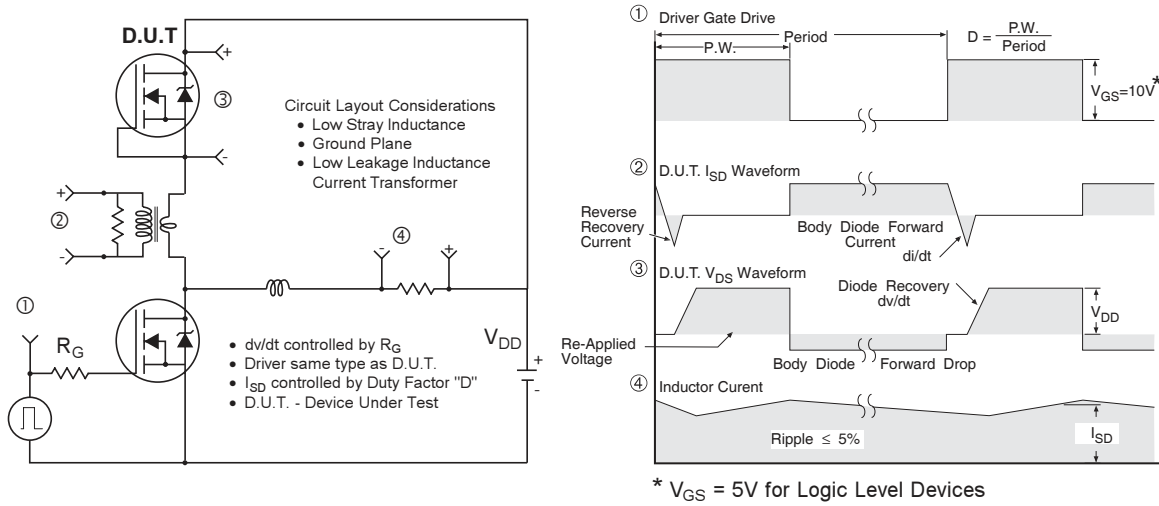 D.U.T
+
③
-
Circuit Layout Considerations
• Low Stray Inductance
• Ground Plane
• Low Leakage Inductance
Current Transformer
+
②
-
④
- +
①
R_G
• dv/dt controlled by R_G
• Driver same type as D.U.T.
• I_SD controlled by Duty Factor "D"
• D.U.T. - Device Under Test
V_DD
+
-
① Driver Gate Drive
P.W.
Period
D = P.W. / Period
V_GS=10V*
② D.U.T. I_SD Waveform
Reverse
Recovery
Current
Body Diode Forward
Current
di/dt
③ D.U.T. V_DS Waveform
Diode Recovery
dv/dt
V_DD
Re-Applied
Voltage
Body Diode Forward Drop
④ Inductor Curent
Ripple ≤ 5%
I_SD
* V_GS = 5V for Logic Level Devices